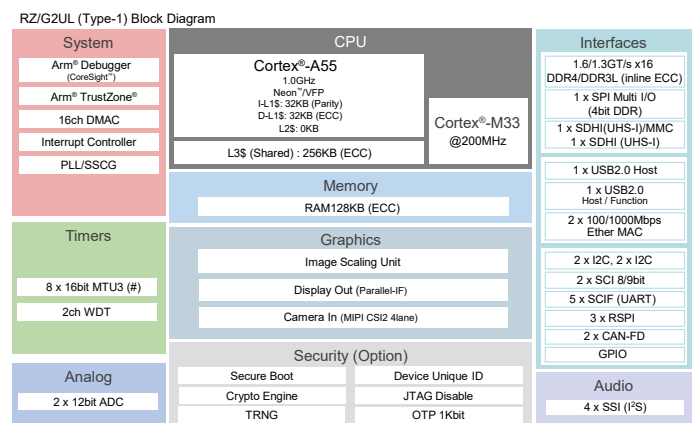 RZ/G2UL (Type-1) Block Diagram
System
Arm® Debugger
(CoreSight™)
Arm® TrustZone®
16ch DMAC
Interrupt Controller
PLL/SSCG
Timers
8 x 16bit MTU3 (#)
2ch WDT
Analog
2 x 12bit ADC
CPU
Cortex®-A55
1.0GHz
Neon™/VFP
I-L1$: 32KB (Parity)
D-L1$: 32KB (ECC)
L2$: 0KB
L3$ (Shared) : 256KB (ECC)
Cortex®-M33
@200MHz
Memory
RAM128KB (ECC)
Graphics
Image Scaling Unit
Display Out (Parallel-IF)
Camera In (MIPI CSI2 4lane)
Security (Option)
Secure Boot
Device Unique ID
Crypto Engine
JTAG Disable
TRNG
OTP 1Kbit
Interfaces
1.6/1.3GT/s x16
DDR4/DDR3L (inline ECC)
1 x SPI Multi I/O
(4bit DDR)
1 x SDHI(UHS-I)/MMC
1 x SDHI (UHS-I)
1 x USB2.0 Host
1 x USB2.0
Host / Function
2 x 100/1000Mbps
Ether MAC
2 x I2C, 2 x I2C
2 x SCI 8/9bit
5 x SCIF (UART)
3 x RSPI
2 x CAN-FD
GPIO
Audio
4 x SSI (I²S)